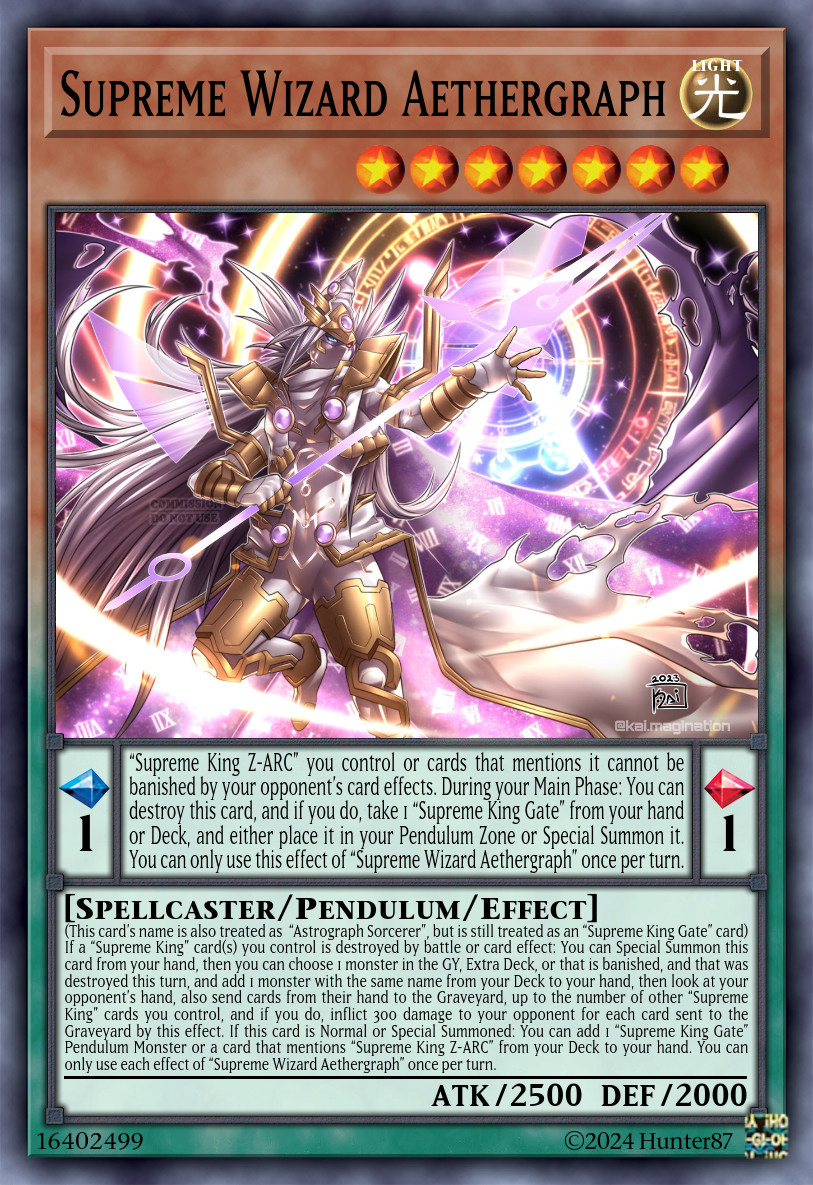 SUPREME WIZARD AETHERGRAPH
LIGHT
光
COMMISSION
DO NOT USE
2023
KAI
@kai.magination
"Supreme King Z-ARC" you control or cards that mentions it cannot be
banished by your opponent's card effects. During your Main Phase: You can
destroy this card, and if you do, take 1 "Supreme King Gate" from your hand
or Deck, and either place it in your Pendulum Zone or Special Summon it.
You can only use this effect of "Supreme Wizard Aethergraph" once per turn.
1
1
[SPELLCASTER/PENDULUM/EFFECT]
(This card's name is also treated as "Astrograph Sorcerer", but is still treated as an "Supreme King Gate" card)
If a "Supreme King" card(s) you control is destroyed by battle or card effect: You can Special Summon this
card from your hand, then you can choose 1 monster in the GY, Extra Deck, or that is banished, and that was
destroyed this turn, and add 1 monster with the same name from your Deck to your hand, then look at your
opponent's hand, also send cards from their hand to the Graveyard, up to the number of other "Supreme
King" cards you control, and if you do, inflict 300 damage to your opponent for each card sent to the
Graveyard by this effect. If this card is Normal or Special Summoned: You can add 1 "Supreme King Gate"
Pendulum Monster or a card that mentions "Supreme King Z-ARC" from your Deck to your hand. You can
only use each effect of "Supreme Wizard Aethergraph" once per turn.
ATK/2500 DEF/2000
16402499
©2024 Hunter87